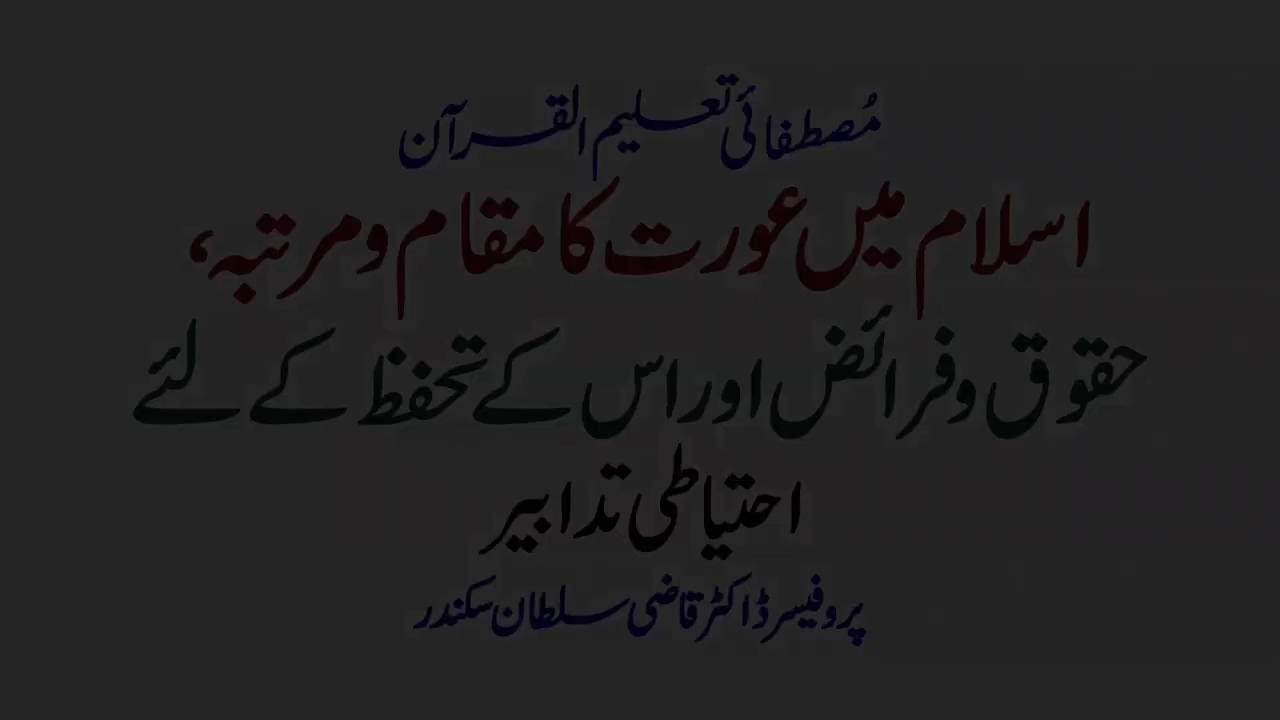 مُصطفائی تعلیم القرآن
اسلام میں عورت کا مقام و مرتبہ،
حقوق و فرائض اور اس کے تحفظ کے لئے
احتیاطی تدابیر
پروفیسر ڈاکٹر قاضی سلطان سکندر